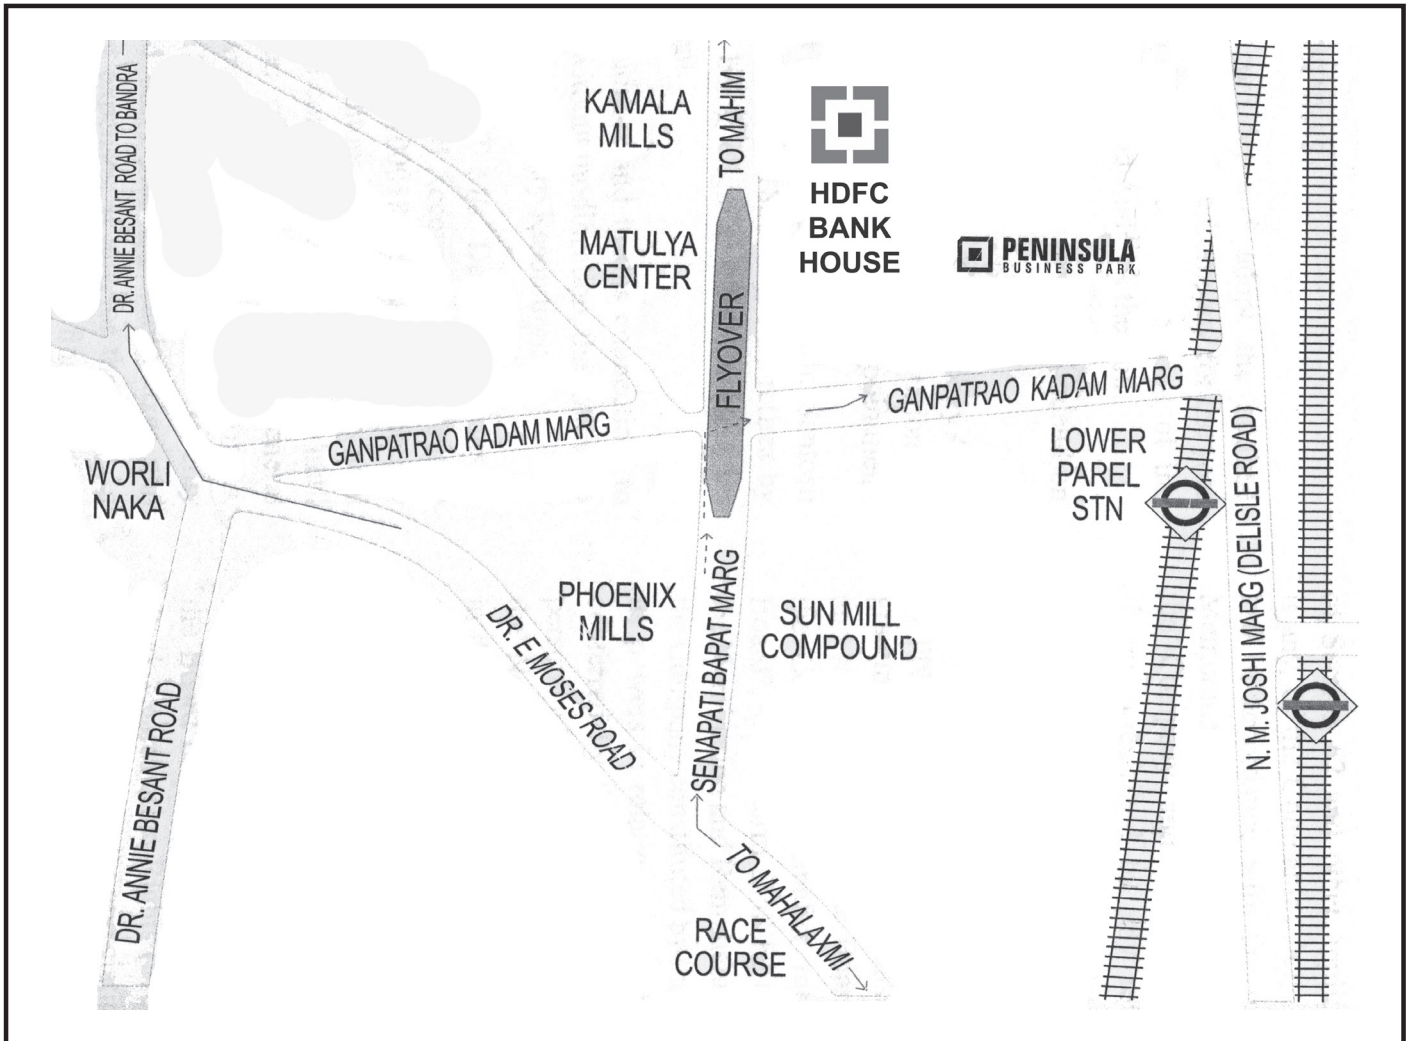 DR. ANNIE BESANT ROAD TO BANDRA
KAMALA
MILLS
TO MAHIM
HDFC
BANK
HOUSE
MATULYA
CENTER
PENINSULA
BUSINESS PARK
FLYOVER
GANPATRAO KADAM MARG
GANPATRAO KADAM MARG
WORLI
NAKA
LOWER
PAREL
STN
N. M. JOSHI MARG (DELISLE ROAD)
PHOENIX
MILLS
SENAPATI BAPAT MARG
SUN MILL
COMPOUND
DR. E MOSES ROAD
DR. ANNIE BESANT ROAD
TO MAHALAXMI
RACE
COURSE